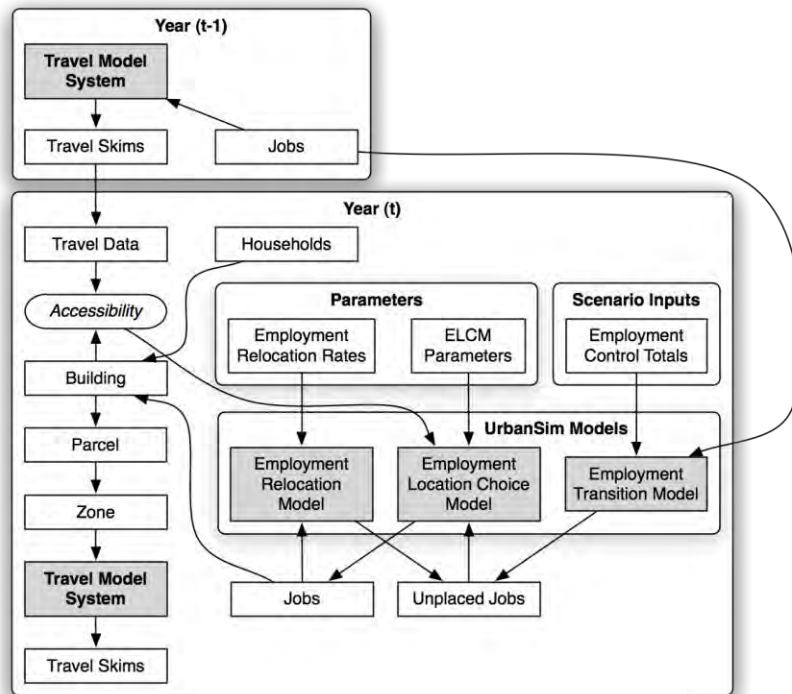 Year (t-1)
Travel Model
System
Travel Skims
Jobs
Year (t)
Travel Data
Households
Accessibility
Parameters
Scenario Inputs
Employment
Relocation Rates
ELCM
Parameters
Employment
Control Totals
Building
Parcel
UrbanSim Models
Employment
Relocation
Model
Employment
Location Choice
Model
Employment
Transition Model
Zone
Travel Model
System
Jobs
Unplaced Jobs
Travel Skims